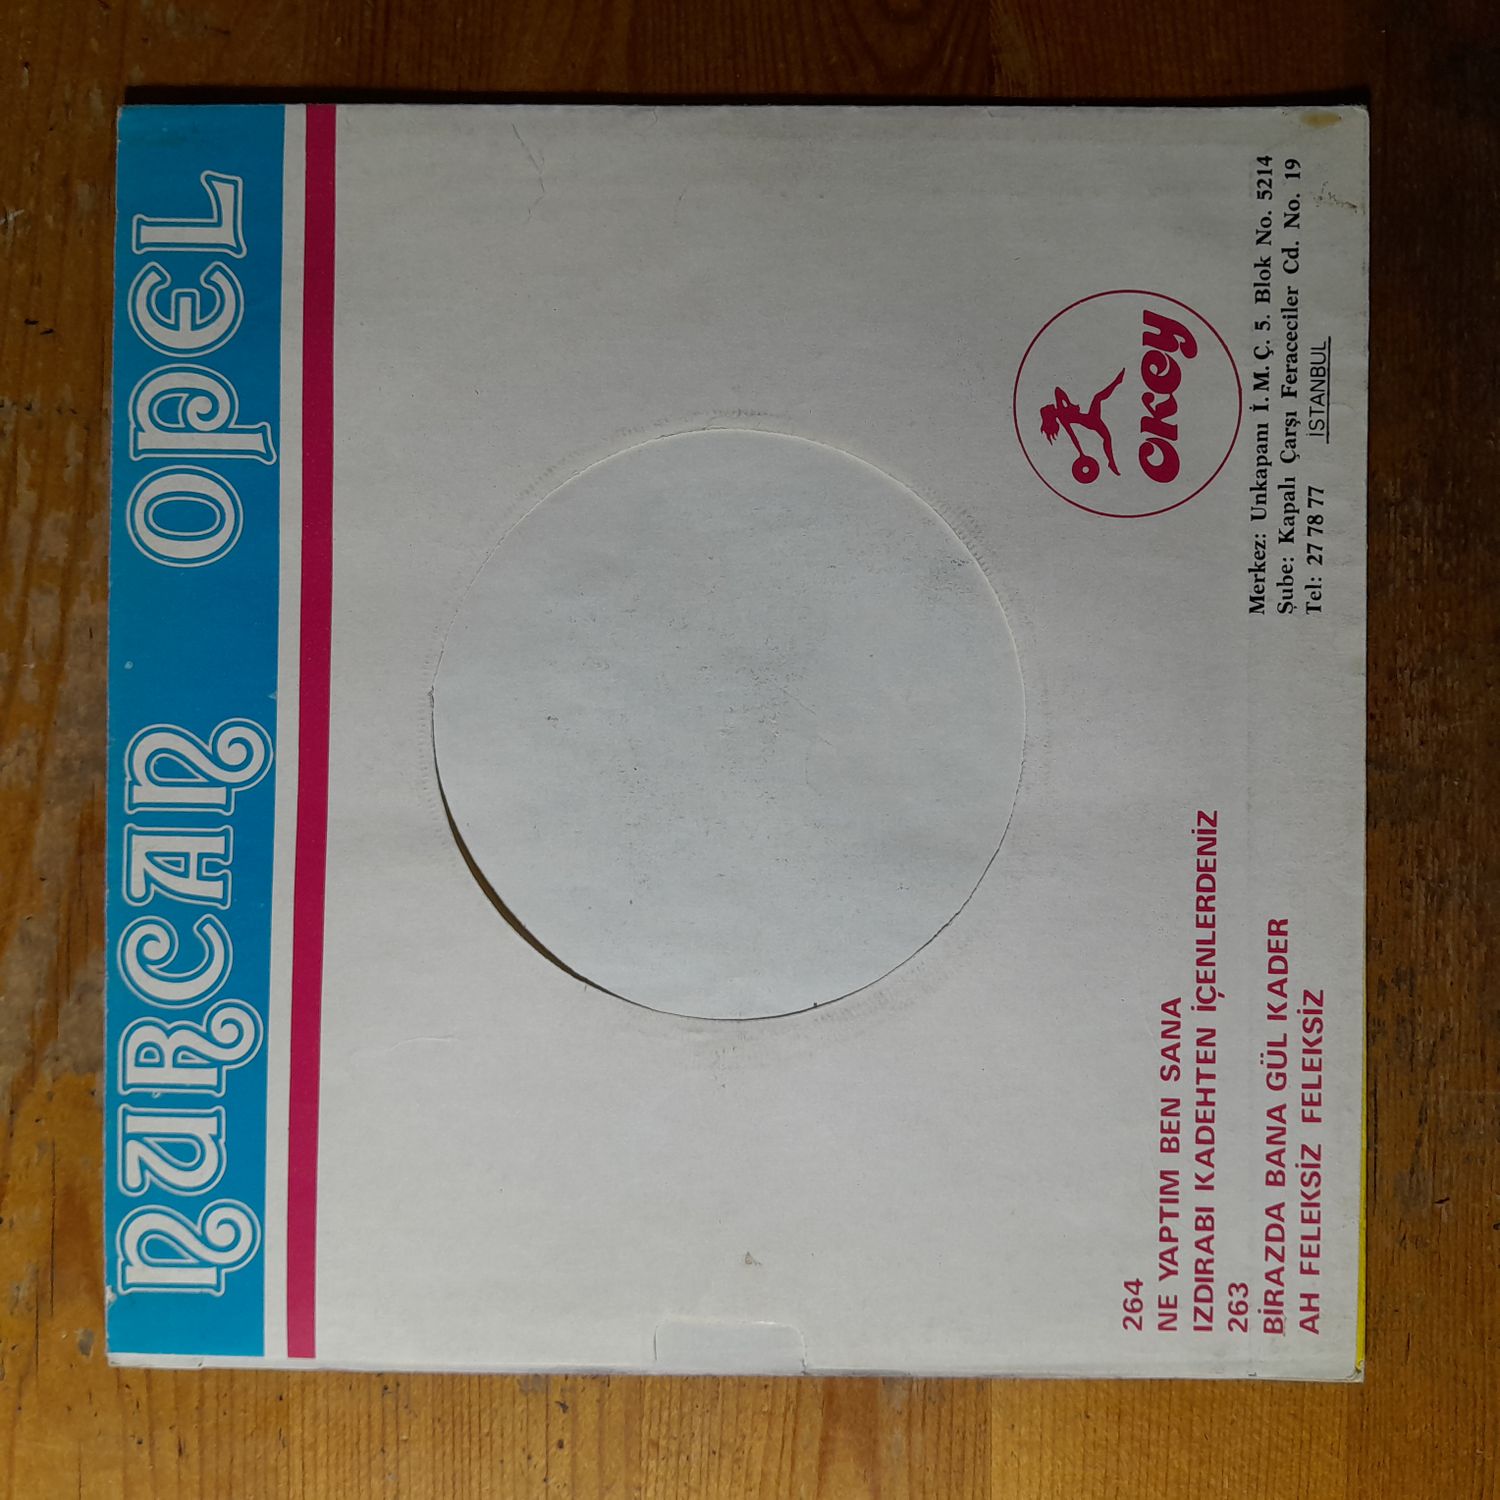 NURCAN OPEL
264
NE YAPTIM BEN SANA
IZDIRABI KADEHTEN İÇENLERDENİZ
263
BİRAZDA BANA GÜL KADER
AH FELEKSİZ FELEKSİZ
OKEY
Merkez: Unkapanı İ.M.Ç. 5. Blok No. 5214
Şube: Kapalı Çarşı Feraceciler Cd. No. 19
Tel: 27 78 77 İSTANBUL